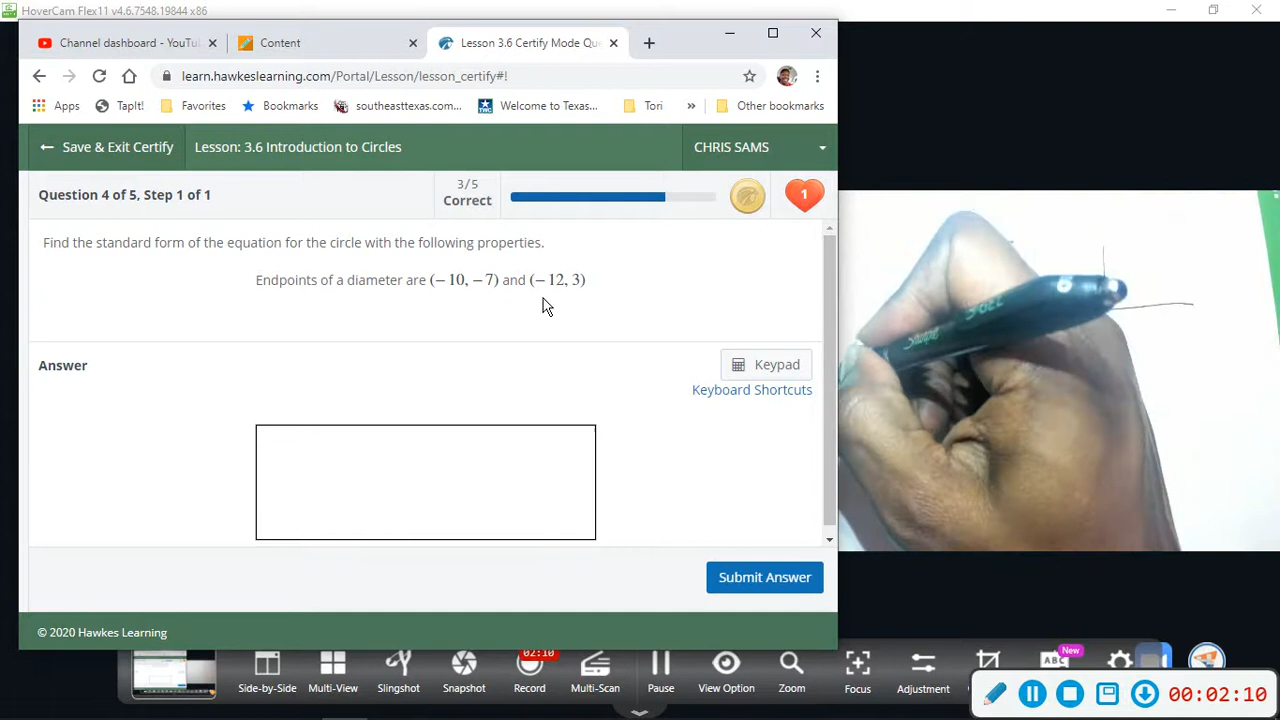 HoverCam Flex11 v4.6.7548.19844 x86
Channel dashboard - YouTu
Content
Lesson 3.6 Certify Mode Qu
learn.hawkeslearning.com/Portal/Lesson/lesson_certify#!
Apps
TapIt!
Favorites
Bookmarks
southeasttexas.com...
Welcome to Texas...
Tori
»
Other bookmarks
← Save & Exit Certify
Lesson: 3.6 Introduction to Circles
CHRIS SAMS
Question 4 of 5, Step 1 of 1
3/5
Correct
1
Find the standard form of the equation for the circle with the following properties.
Endpoints of a diameter are (−10, −7) and (−12, 3)
Answer
Keypad
Keyboard Shortcuts
Submit Answer
© 2020 Hawkes Learning
02:10
New
ABC
Side-by-Side
Multi-View
Slingshot
Record
Multi-Scan
Pause
View Option
Zoom
Focus
Adjustment
00:02:10